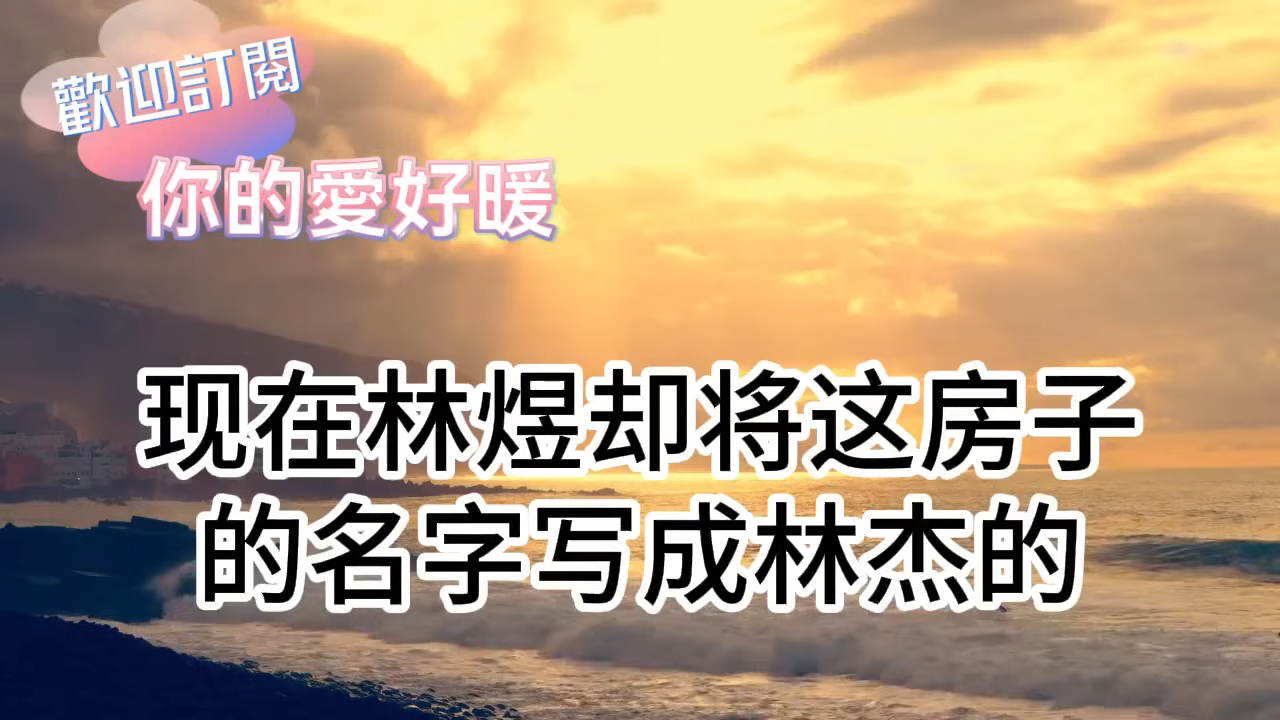 歡迎訂閱
你的愛好暖
现在林煜却将这房子
的名字写成林杰的